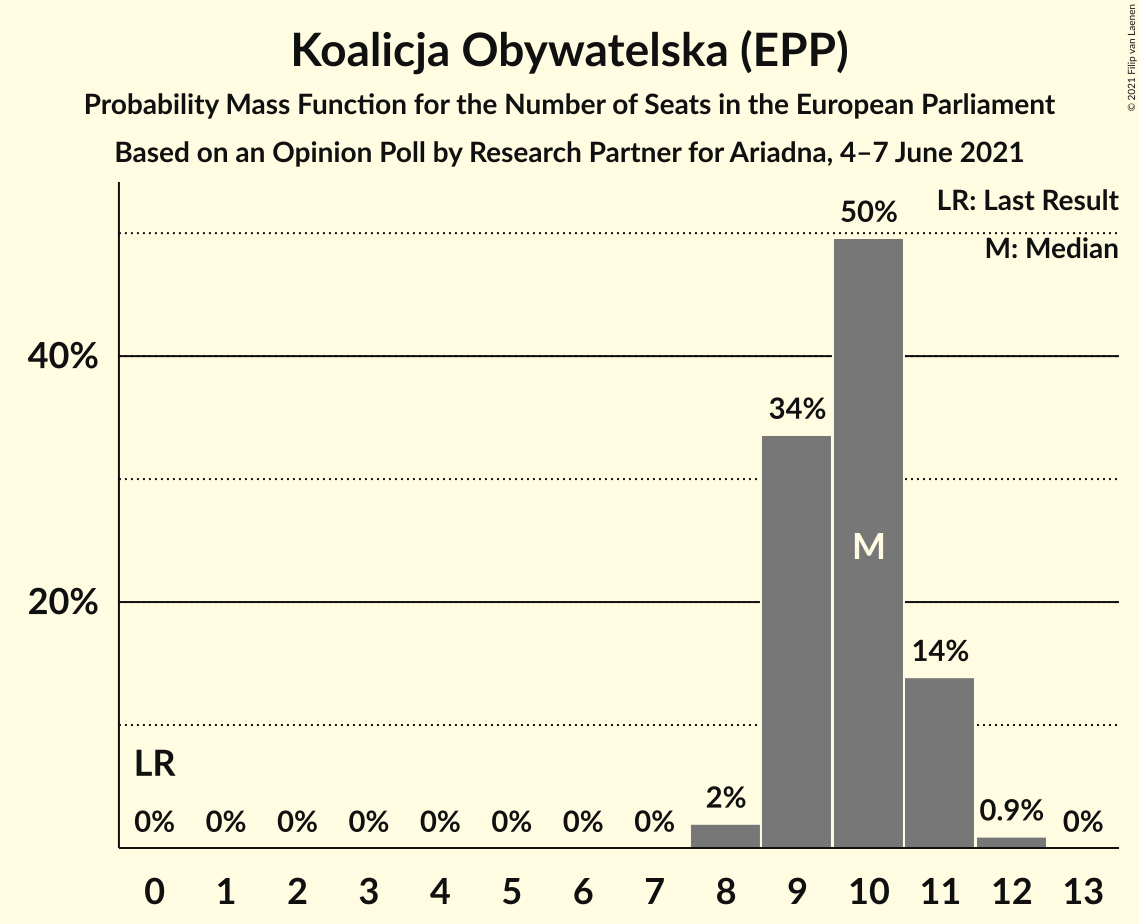 Koalicja Obywatelska (EPP)
Probability Mass Function for the Number of Seats in the European Parliament
Based on an Opinion Poll by Research Partner for Ariadna, 4–7 June 2021
© 2021 Filip van Laenen
LR: Last Result
M: Median
50%
40%
34%
M
20%
14%
LR
0% 0% 0% 0% 0% 0% 0% 0% 2% 0.9% 0%
0 1 2 3 4 5 6 7 8 9 10 11 12 13